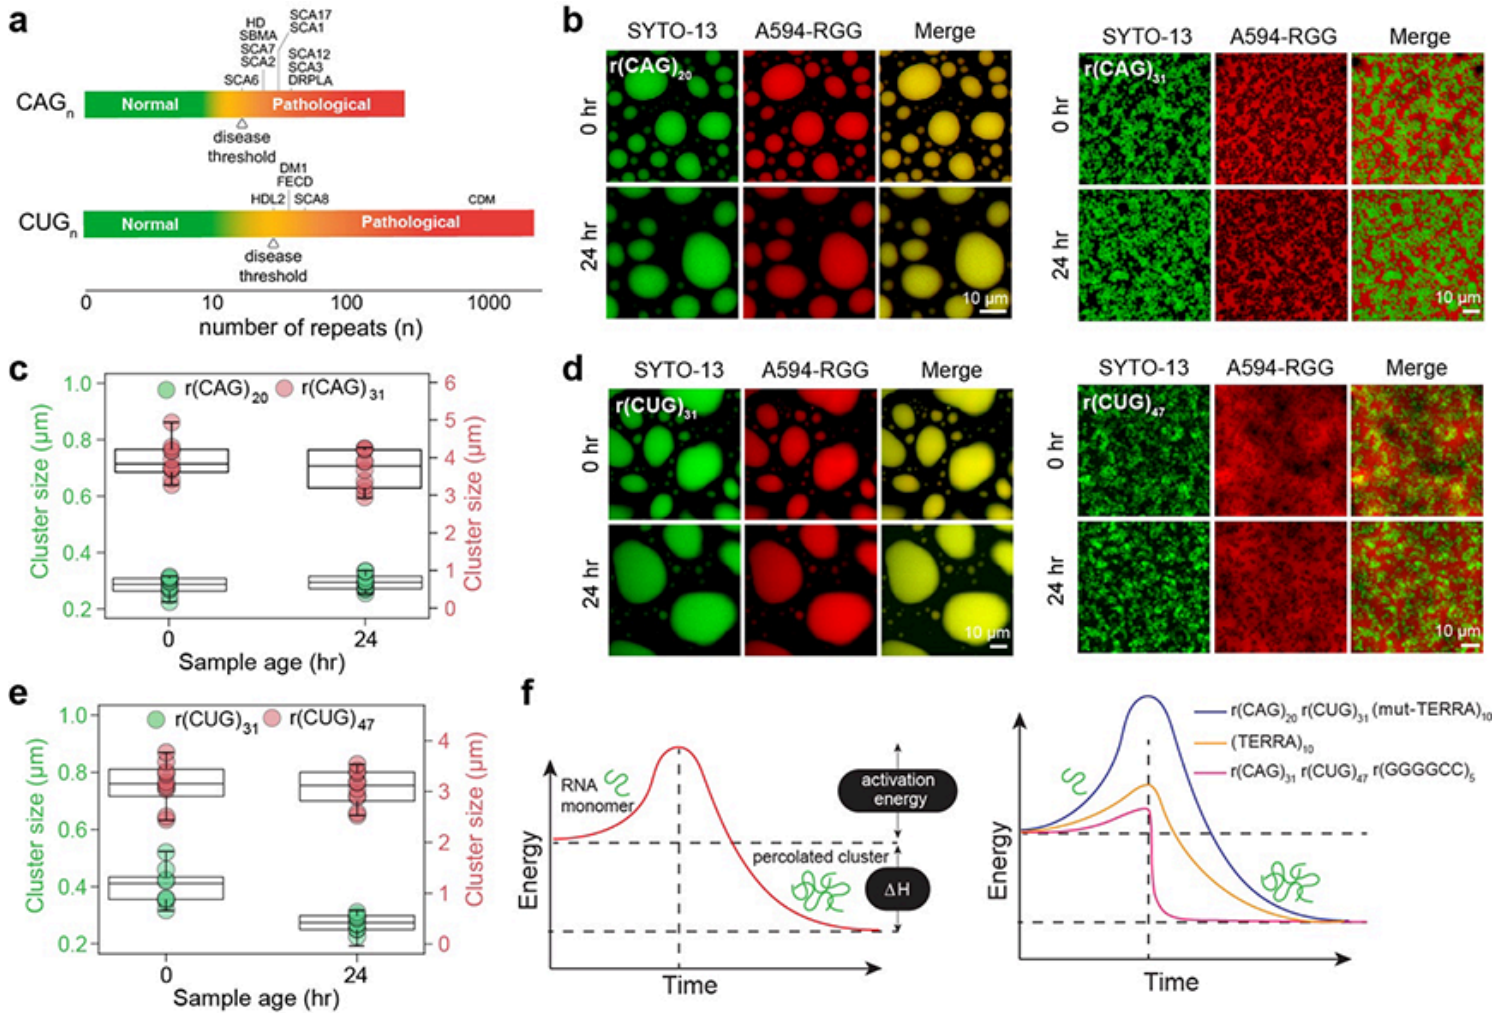 a
HD
SBMA
SCA7
SCA2
SCA17
SCA1
SCA6
SCA12
SCA3
DRPLA
CAGn
Normal
Pathological
disease
threshold
DM1
FECD
HDL2
SCA8
CDM
CUGn
Normal
Pathological
disease
threshold
0 10 100 1000
number of repeats (n)
b
SYTO-13 A594-RGG Merge
r(CAG)20
0 hr
24 hr
10 µm
SYTO-13 A594-RGG Merge
r(CAG)31
0 hr
24 hr
10 µm
c
r(CAG)20 r(CAG)31
Cluster size (µm)
1.0
0.8
0.6
0.4
0.2
6
5
4
3
2
1
0
Cluster size (µm)
0 24
Sample age (hr)
d
SYTO-13 A594-RGG Merge
r(CUG)31
0 hr
24 hr
10 µm
SYTO-13 A594-RGG Merge
r(CUG)47
0 hr
24 hr
10 µm
e
r(CUG)31 r(CUG)47
Cluster size (µm)
1.0
0.8
0.6
0.4
0.2
4
3
2
1
0
Cluster size (µm)
0 24
Sample age (hr)
f
Energy
RNA
monomer
activation
energy
percolated cluster
ΔH
Time
Energy
r(CAG)20 r(CUG)31 (mut-TERRA)10
(TERRA)10
r(CAG)31 r(CUG)47 r(GGGGCC)5
Time